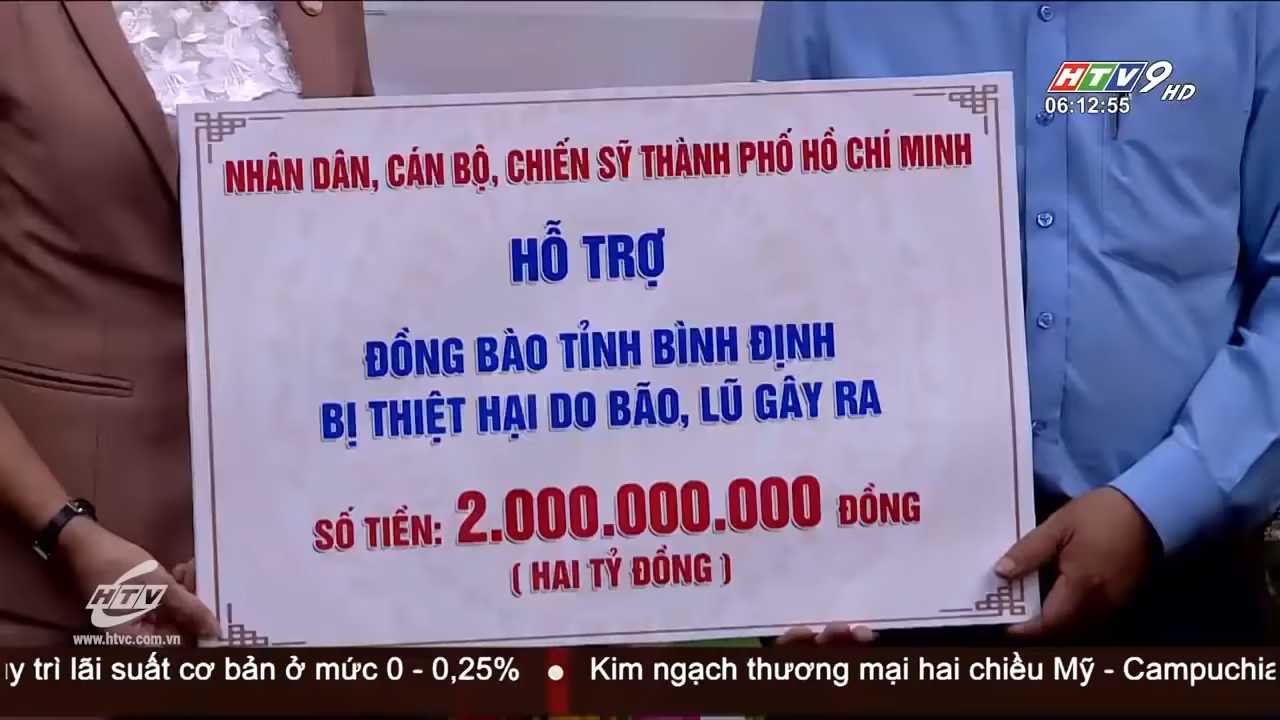 HTV9 HD
06:12:55
NHÂN DÂN, CÁN BỘ, CHIẾN SỸ THÀNH PHỐ HỒ CHÍ MINH
HỖ TRỢ
ĐỒNG BÀO TỈNH BÌNH ĐỊNH
BỊ THIỆT HẠI DO BÃO, LŨ GÂY RA
SỐ TIỀN: 2.000.000.000 ĐỒNG
( HAI TỶ ĐỒNG )
HTV
www.htvc.com.vn
trì lãi suất cơ bản ở mức 0 - 0,25% ● Kim ngạch thương mại hai chiều Mỹ - Campuchia